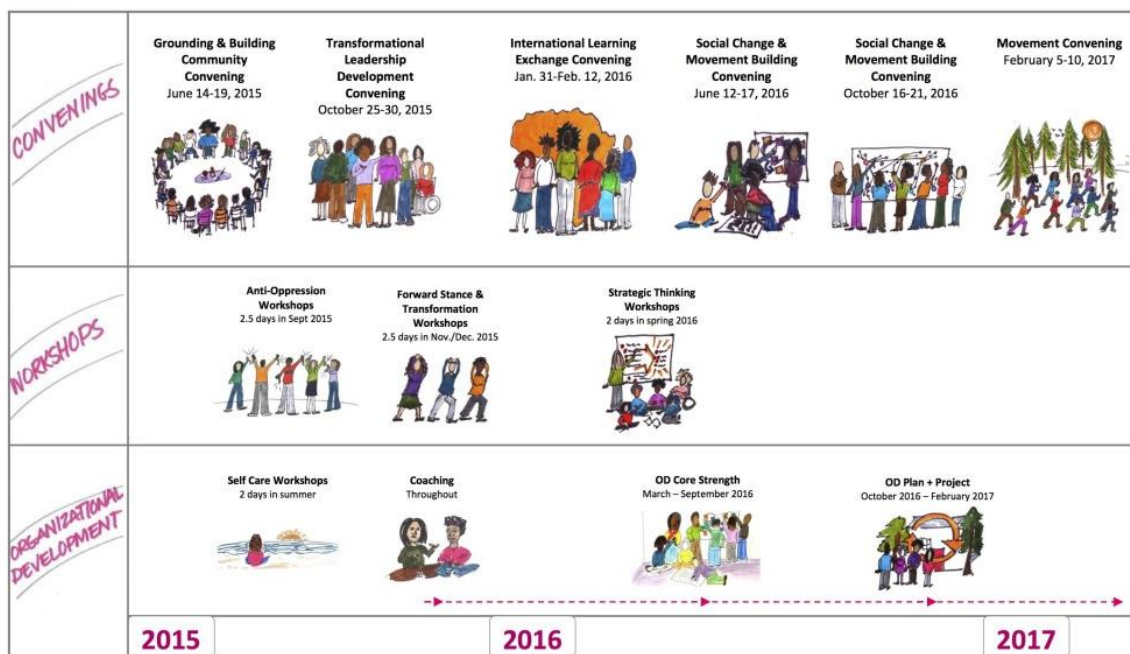 CONVENINGS
Grounding & Building
Community
Convening
June 14-19, 2015
Transformational
Leadership
Development
Convening
October 25-30, 2015
International Learning
Exchange Convening
Jan. 31-Feb. 12, 2016
Social Change &
Movement Building
Convening
June 12-17, 2016
Social Change &
Movement Building
Convening
October 16-21, 2016
Movement Convening
February 5-10, 2017
WORKSHOPS
Anti-Oppression
Workshops
2.5 days in Sept 2015
Forward Stance &
Transformation
Workshops
2.5 days in Nov./Dec. 2015
Strategic Thinking
Workshops
2 days in spring 2016
ORGANIZATIONAL
DEVELOPMENT
Self Care Workshops
2 days in summer
Coaching
Throughout
OD Core Strength
March – September 2016
OD Plan + Project
October 2016 – February 2017
2015
2016
2017